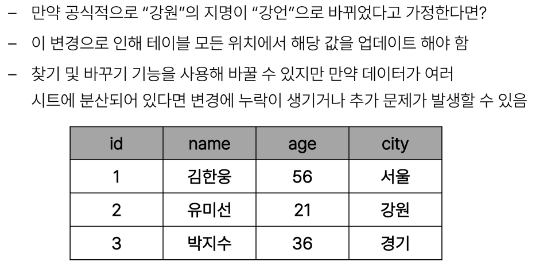 – 만약 공식적으로 “강원”의 지명이 “강언”으로 바뀌었다고 가정한다면?
– 이 변경으로 인해 테이블 모든 위치에서 해당 값을 업데이트 해야 함
– 찾기 및 바꾸기 기능을 사용해 바꿀 수 있지만 만약 데이터가 여러
시트에 분산되어 있다면 변경에 누락이 생기거나 추가 문제가 발생할 수 있음
id name age city
1 김한웅 56 서울
2 유미선 21 강원
3 박지수 36 경기